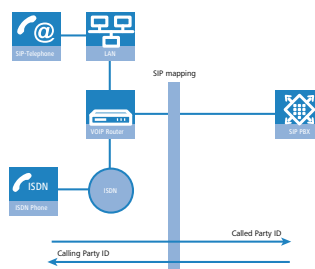 @
SIP-Telephone
LAN
SIP mapping
VOIP Router
SIP PBX
ISDN
ISDN Phone
ISDN
Called Party ID
Calling Party ID